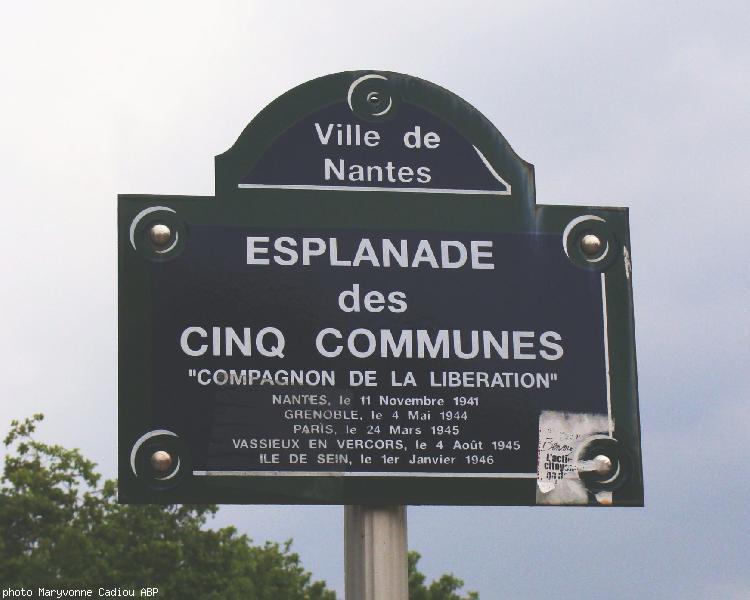 Ville de
Nantes
ESPLANADE
des
CINQ COMMUNES
"COMPAGNON DE LA LIBERATION"
NANTES, le 11 Novembre 1941
GRENOBLE, le 4 Mai 1944
PARIS, le 24 Mars 1945
VASSIEUX EN VERCORS, le 4 Août 1945
ILE DE SEIN, le 1er Janvier 1946
L'acti
citoy
photo Maryvonne Cadiou ABP